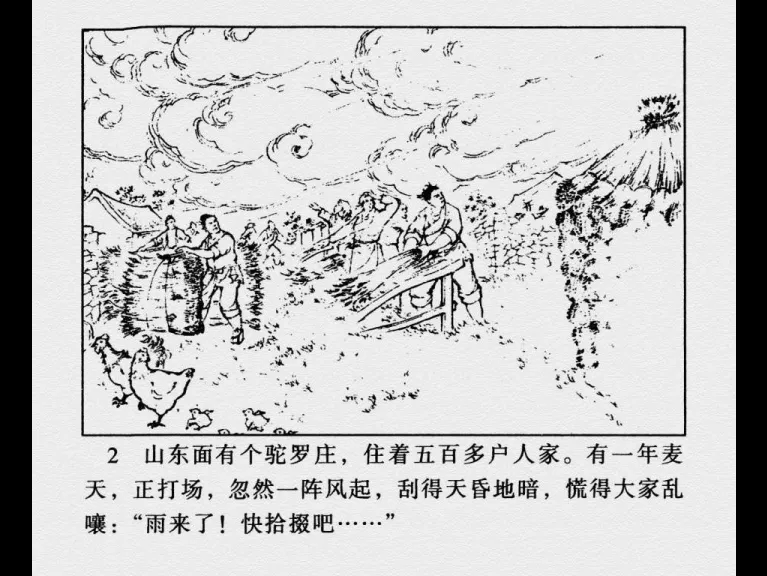 2 山东面有个驼罗庄，住着五百多户人家。有一年麦
天，正打场，忽然一阵风起，刮得天昏地暗，慌得大家乱
嚷：“雨来了！快拾掇吧……”